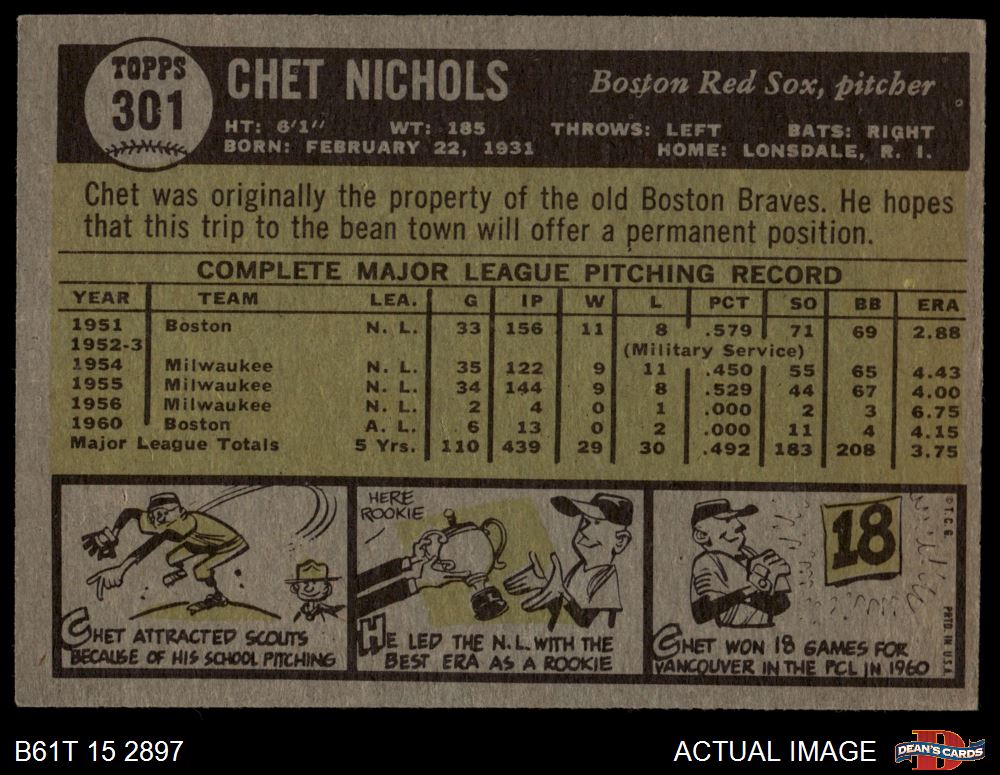 TOPPS
301
CHET NICHOLS
Boston Red Sox, pitcher
HT: 6'1" WT: 185 THROWS: LEFT BATS: RIGHT
BORN: FEBRUARY 22, 1931 HOME: LONSDALE, R. I.
Chet was originally the property of the old Boston Braves. He hopes
that this trip to the bean town will offer a permanent position.
COMPLETE MAJOR LEAGUE PITCHING RECORD
YEAR TEAM LEA. G IP W L PCT SO BB ERA
1951 Boston N. L. 33 156 11 8 .579 71 69 2.88
1952-3 (Military Service)
1954 Milwaukee N. L. 35 122 9 11 .450 55 65 4.43
1955 Milwaukee N. L. 34 144 9 8 .529 44 67 4.00
1956 Milwaukee N. L. 2 4 0 1 .000 2 3 6.75
1960 Boston A. L. 6 13 0 2 .000 11 4 4.15
Major League Totals 5 Yrs. 110 439 29 30 .492 183 208 3.75
CHET ATTRACTED SCOUTS
BECAUSE OF HIS SCHOOL PITCHING
HERE
ROOKIE
HE LED THE N.L. WITH THE
BEST ERA AS A ROOKIE
18
CHET WON 18 GAMES FOR
VANCOUVER IN THE PCL IN 1960
© T. C. G.
PRTD. IN U.S.A.
B61T 15 2897
ACTUAL IMAGE
DEAN'S CARDS